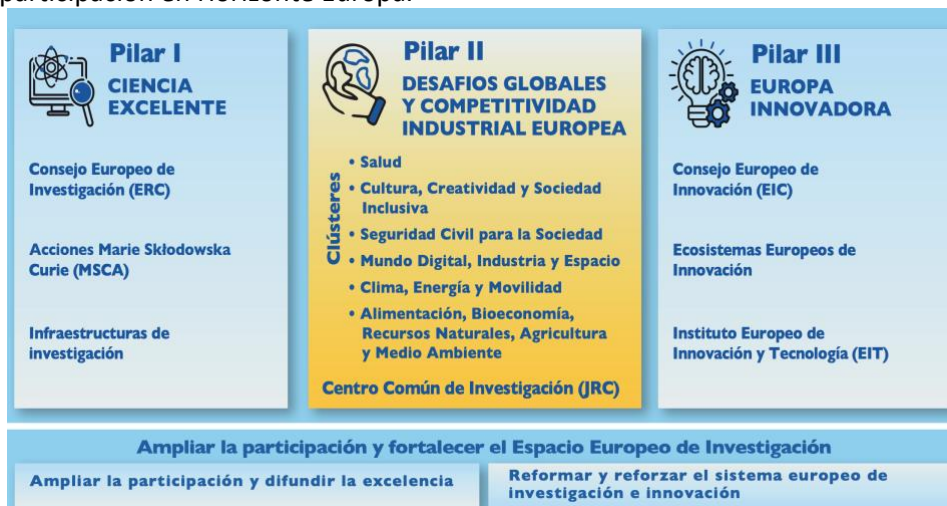 participación en Horizonte Europa.
Pilar I
CIENCIA
EXCELENTE
Consejo Europeo de
Investigación (ERC)
Acciones Marie Skłodowska
Curie (MSCA)
Infraestructuras de
investigación
Pilar II
DESAFIOS GLOBALES
Y COMPETITIVIDAD
INDUSTRIAL EUROPEA
Clústeres
• Salud
• Cultura, Creatividad y Sociedad
Inclusiva
• Seguridad Civil para la Sociedad
• Mundo Digital, Industria y Espacio
• Clima, Energía y Movilidad
• Alimentación, Bioeconomía,
Recursos Naturales, Agricultura
y Medio Ambiente
Centro Común de Investigación (JRC)
Pilar III
EUROPA
INNOVADORA
Consejo Europeo de
Innovación (EIC)
Ecosistemas Europeos de
Innovación
Instituto Europeo de
Innovación y Tecnología (EIT)
Ampliar la participación y fortalecer el Espacio Europeo de Investigación
Ampliar la participación y difundir la excelencia
Reformar y reforzar el sistema europeo de
investigación e innovación